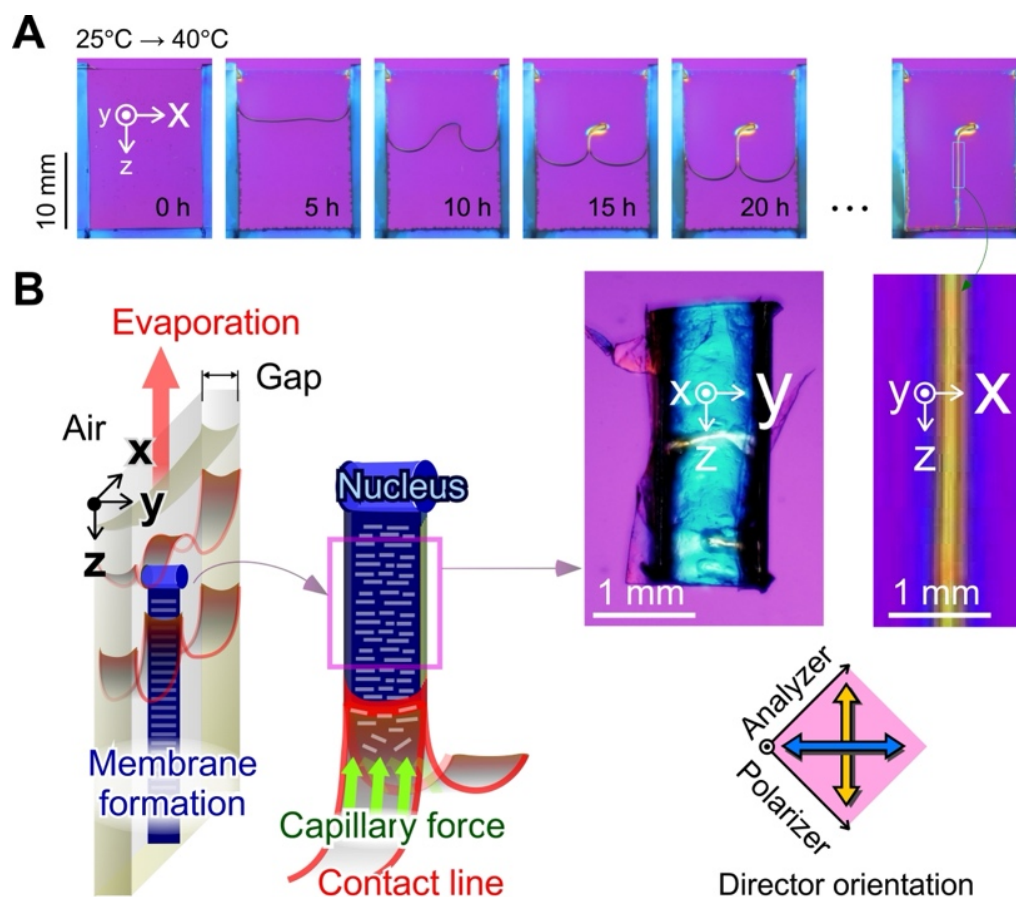 A
25°C → 40°C
y X
z
10 mm
0 h
5 h
10 h
15 h
20 h
...
B
Evaporation
Gap
Air
x
y
z
Nucleus
Membrane
formation
Capillary force
Contact line
x y
z
1 mm
y X
z
1 mm
Analyzer
Polarizer
Director orientation